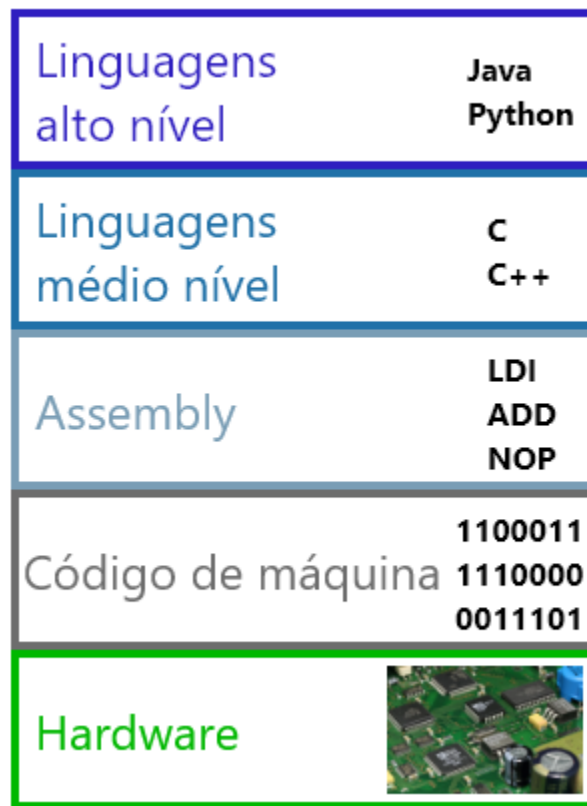 Linguagens
alto nível
Java
Python
Linguagens
médio nível
C
C++
Assembly
LDI
ADD
NOP
Código de máquina
1100011
1110000
0011101
Hardware